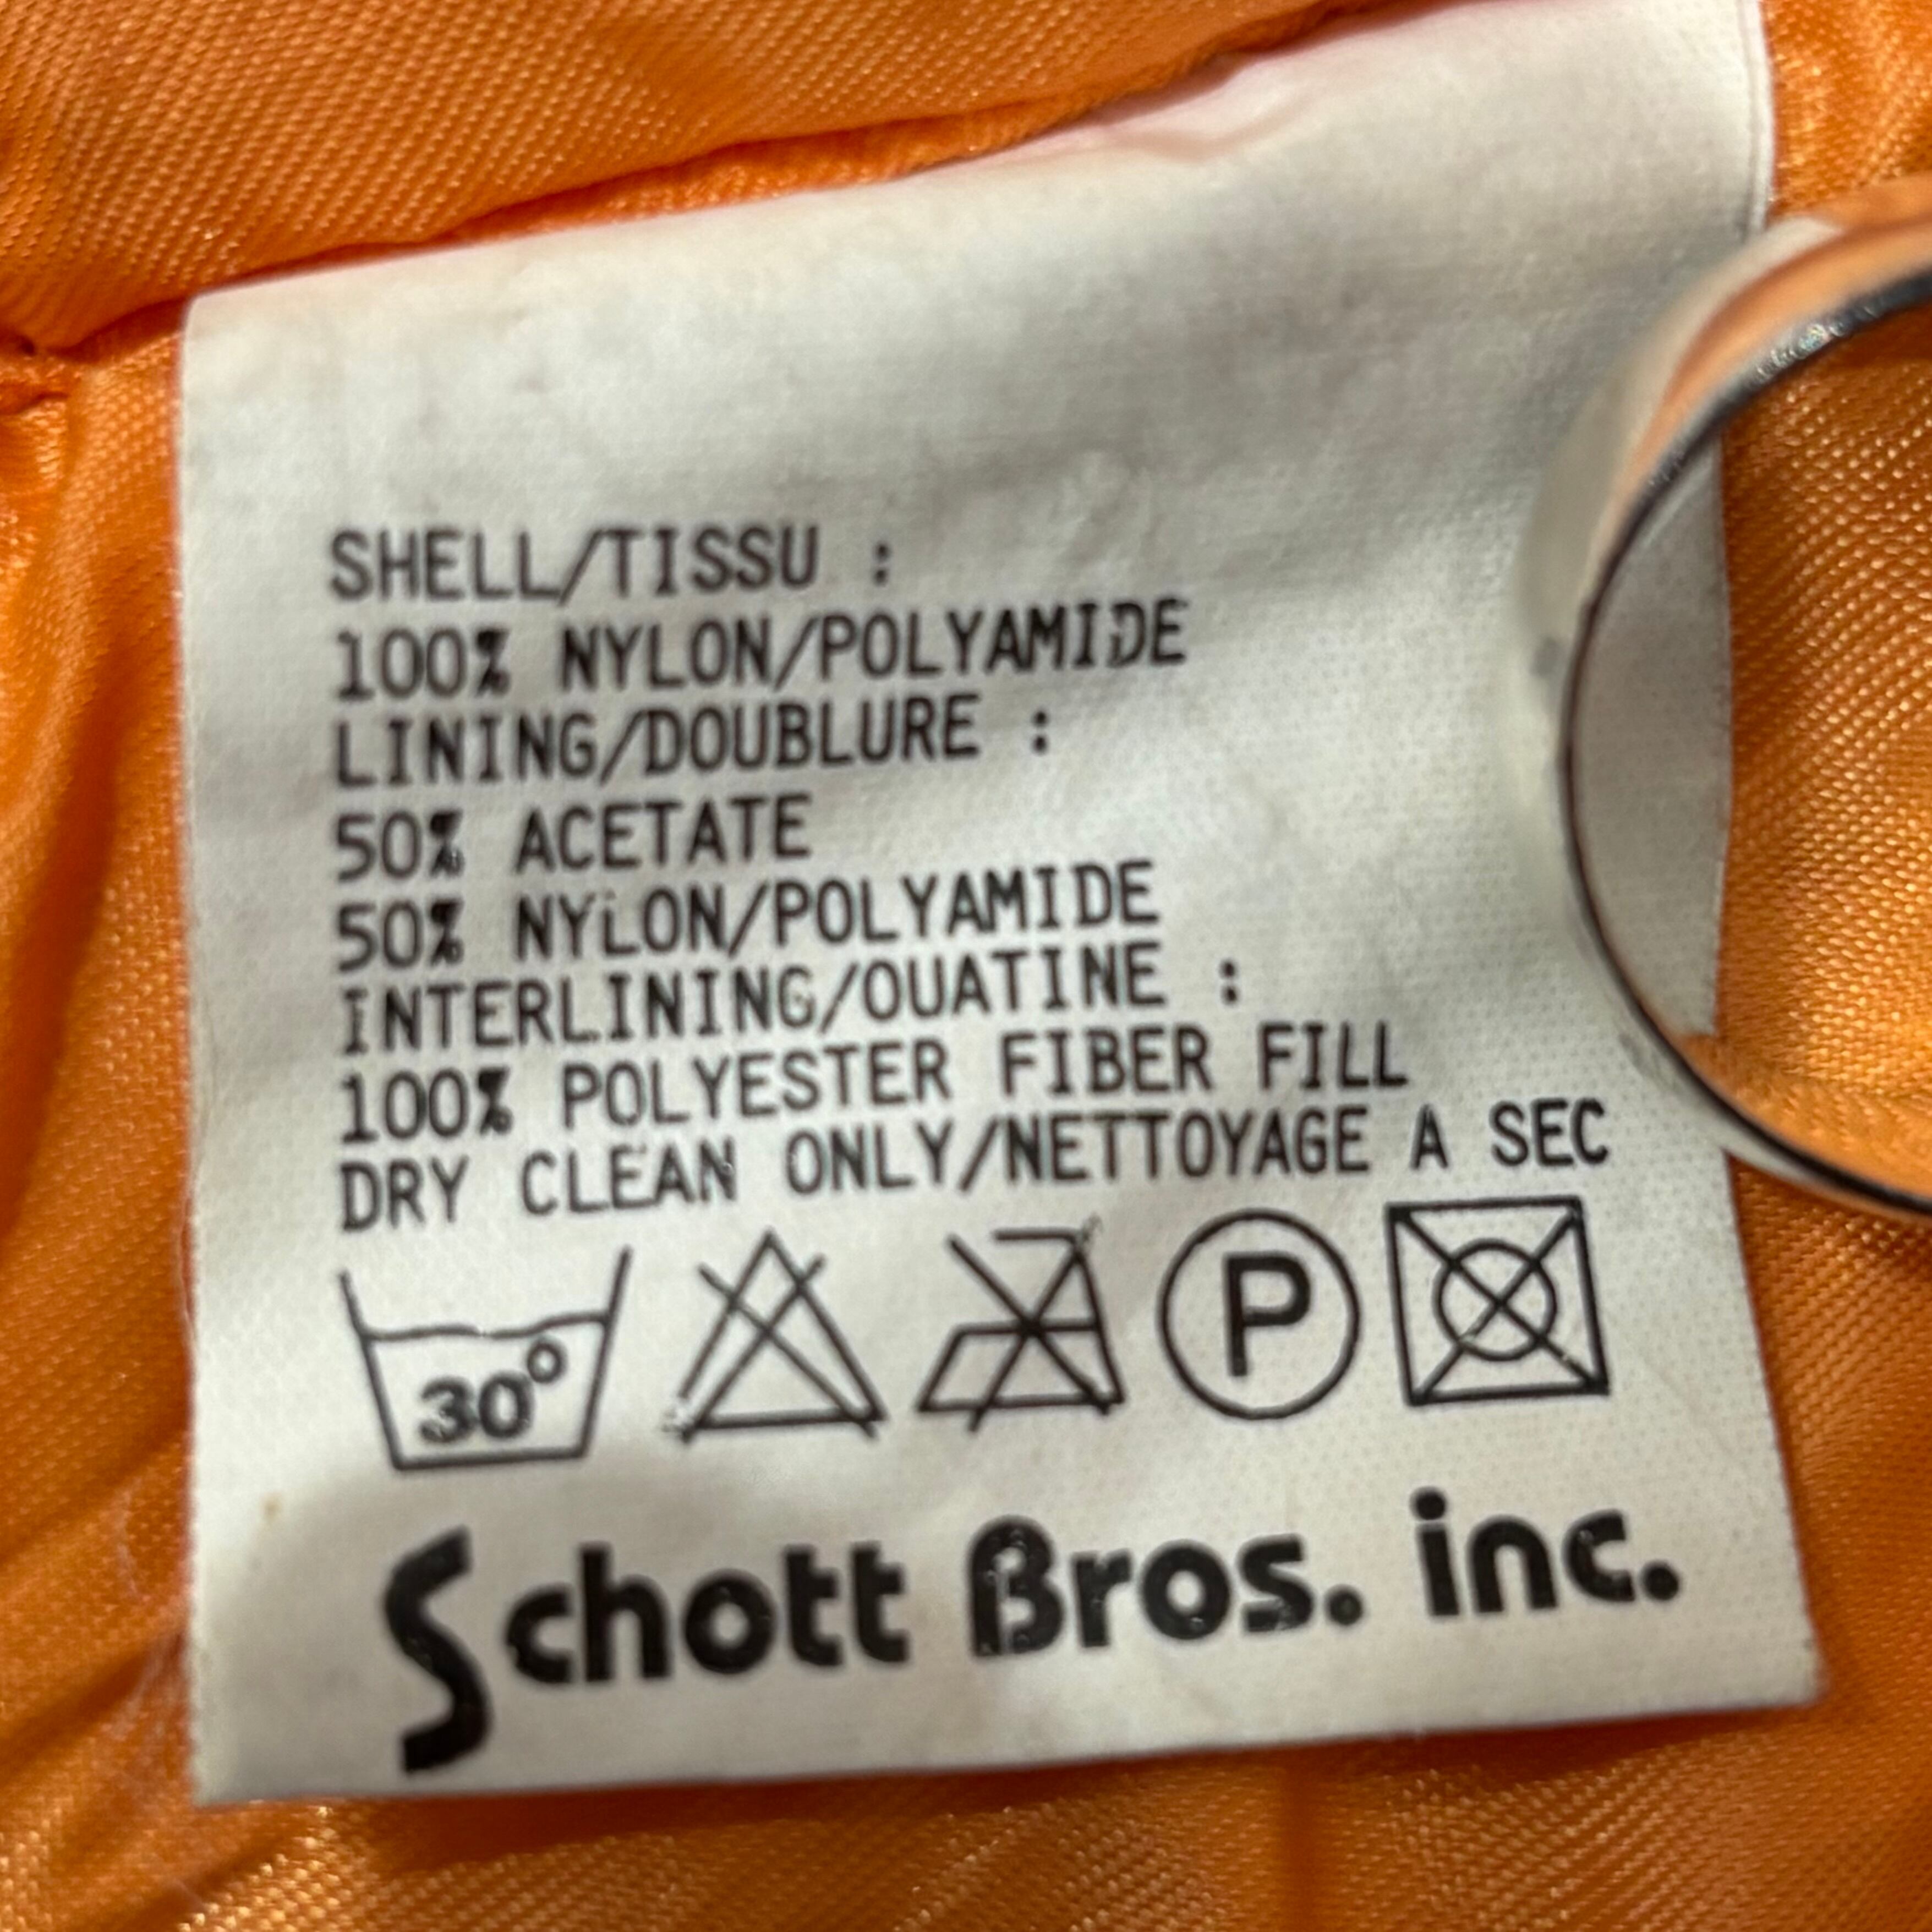 SHELL/TISSU :
100% NYLON/POLYAMIDE
LINING/DOUBLURE :
50% ACETATE
50% NYLON/POLYAMIDE
INTERLINING/OUATINE :
100% POLYESTER FIBER FILL
DRY CLEAN ONLY/NETTOYAGE A SEC
30° P
Schott Bros. inc.